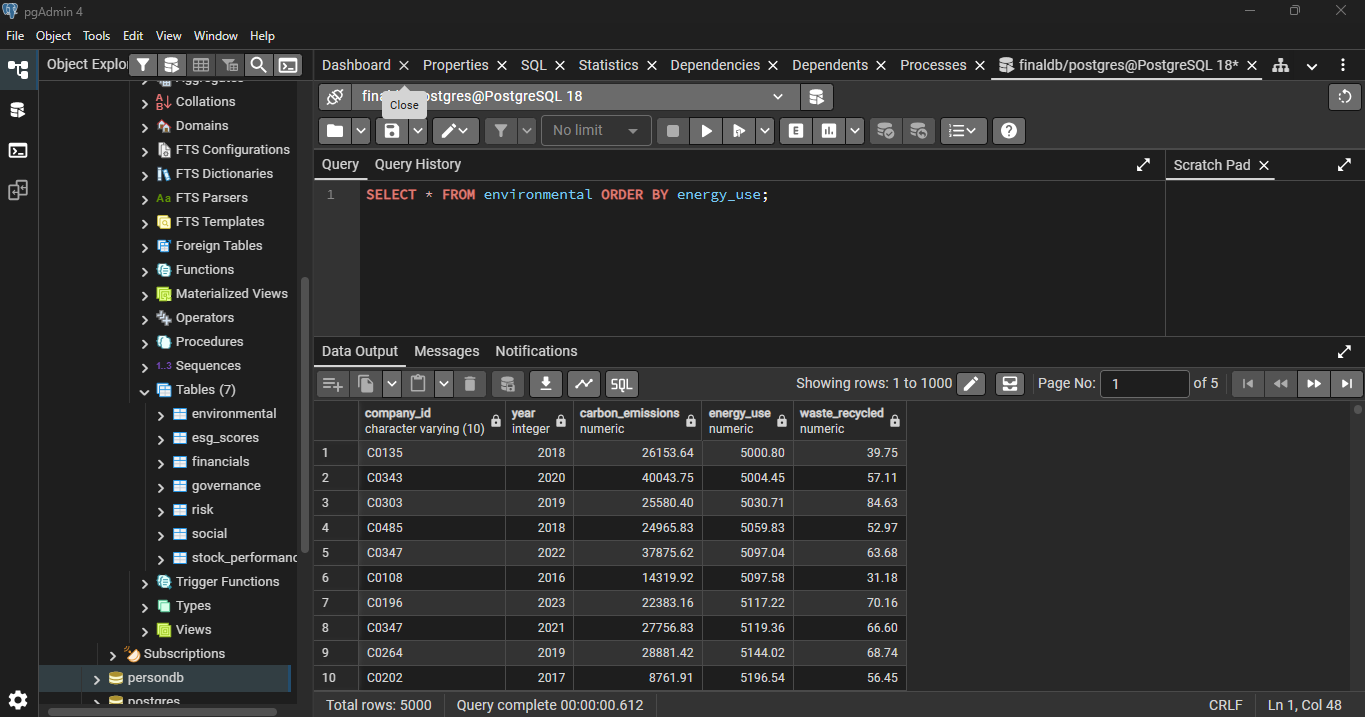 pgAdmin 4
File Object Tools Edit View Window Help
Object Explo
Dashboard Properties SQL Statistics Dependencies Dependents Processes finaldb/postgres@PostgreSQL 18*
stgres@PostgreSQL 18
Close
No limit
E
Query Query History
Scratch Pad
1 SELECT * FROM environmental ORDER BY energy_use;
Collations
Domains
FTS Configurations
FTS Dictionaries
Aa FTS Parsers
FTS Templates
Foreign Tables
Functions
Materialized Views
Operators
Procedures
1..3 Sequences
Tables (7)
environmental
esg_scores
financials
governance
risk
social
stock_performanc
Trigger Functions
Types
Views
Subscriptions
persondb
postgres
Data Output Messages Notifications
SQL Showing rows: 1 to 1000 Page No: 1 of 5
company_id year carbon_emissions energy_use waste_recycled
character varying (10) integer numeric numeric numeric
1 C0135 2018 26153.64 5000.80 39.75
2 C0343 2020 40043.75 5004.45 57.11
3 C0303 2019 25580.40 5030.71 84.63
4 C0485 2018 24965.83 5059.83 52.97
5 C0347 2022 37875.62 5097.04 63.68
6 C0108 2016 14319.92 5097.58 31.18
7 C0196 2023 22383.16 5117.22 70.16
8 C0347 2021 27756.83 5119.36 66.60
9 C0264 2019 28881.42 5144.02 68.74
10 C0202 2017 8761.91 5196.54 56.45
Total rows: 5000 Query complete 00:00:00.612 CRLF Ln 1, Col 48